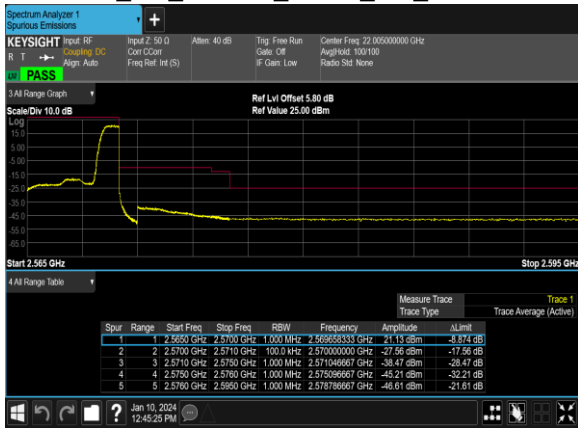 Spectrum Analyzer 1
Spurious Emissions
KEYSIGHT Input: RF Input Z: 50 Ω Atten: 40 dB Trig: Free Run Center Freq: 22.005000000 GHz
R T Coupling: DC Corr CCorr Gate: Off Avg|Hold: 100/100
Align: Auto Freq Ref: Int (S) IF Gain: Low Radio Std: None
PASS
3 All Range Graph
Ref Lvl Offset 5.80 dB
Scale/Div 10.0 dB Ref Value 25.00 dBm
Log
15.0
5.00
-5.00
-15.0
-25.0
-35.0
-45.0
-55.0
-65.0
Start 2.565 GHz Stop 2.595 GHz
4 All Range Table
Measure Trace Trace 1
Trace Type Trace Average (Active)
Spur Range Start Freq Stop Freq RBW Frequency Amplitude ΔLimit
1 1 2.5650 GHz 2.5700 GHz 1.000 MHz 2.569658333 GHz 21.13 dBm -8.874 dB
2 2 2.5700 GHz 2.5710 GHz 100.0 kHz 2.570000000 GHz -27.56 dBm -17.56 dB
3 3 2.5710 GHz 2.5750 GHz 1.000 MHz 2.571046667 GHz -38.47 dBm -28.47 dB
4 4 2.5750 GHz 2.5760 GHz 1.000 MHz 2.575096667 GHz -45.21 dBm -32.21 dB
5 5 2.5760 GHz 2.5950 GHz 1.000 MHz 2.578786667 GHz -46.61 dBm -21.61 dB
Jan 10, 2024
12:45:25 PM